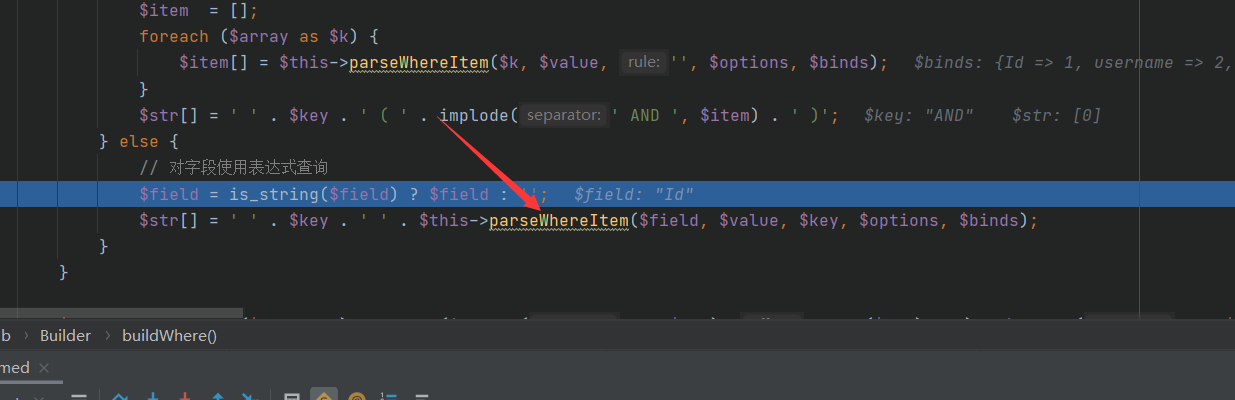 $item  = [];
foreach ($array as $k) {
$item[] = $this->parseWhereItem($k, $value, rule: '', $options, $binds);  $binds: {Id => 1, username => 2,
}
$str[] = ' ' . $key . ' ( ' . implode( separator: ' AND ', $item) . ' )';  $key: "AND"    $str: [0]
} else {
// 对字段使用表达式查询
$field = is_string($field) ? $field : '';  $field: "Id"
$str[] = ' ' . $key . ' ' . $this->parseWhereItem($field, $value, $key, $options, $binds);
}
}
b › Builder › buildWhere()
med ×